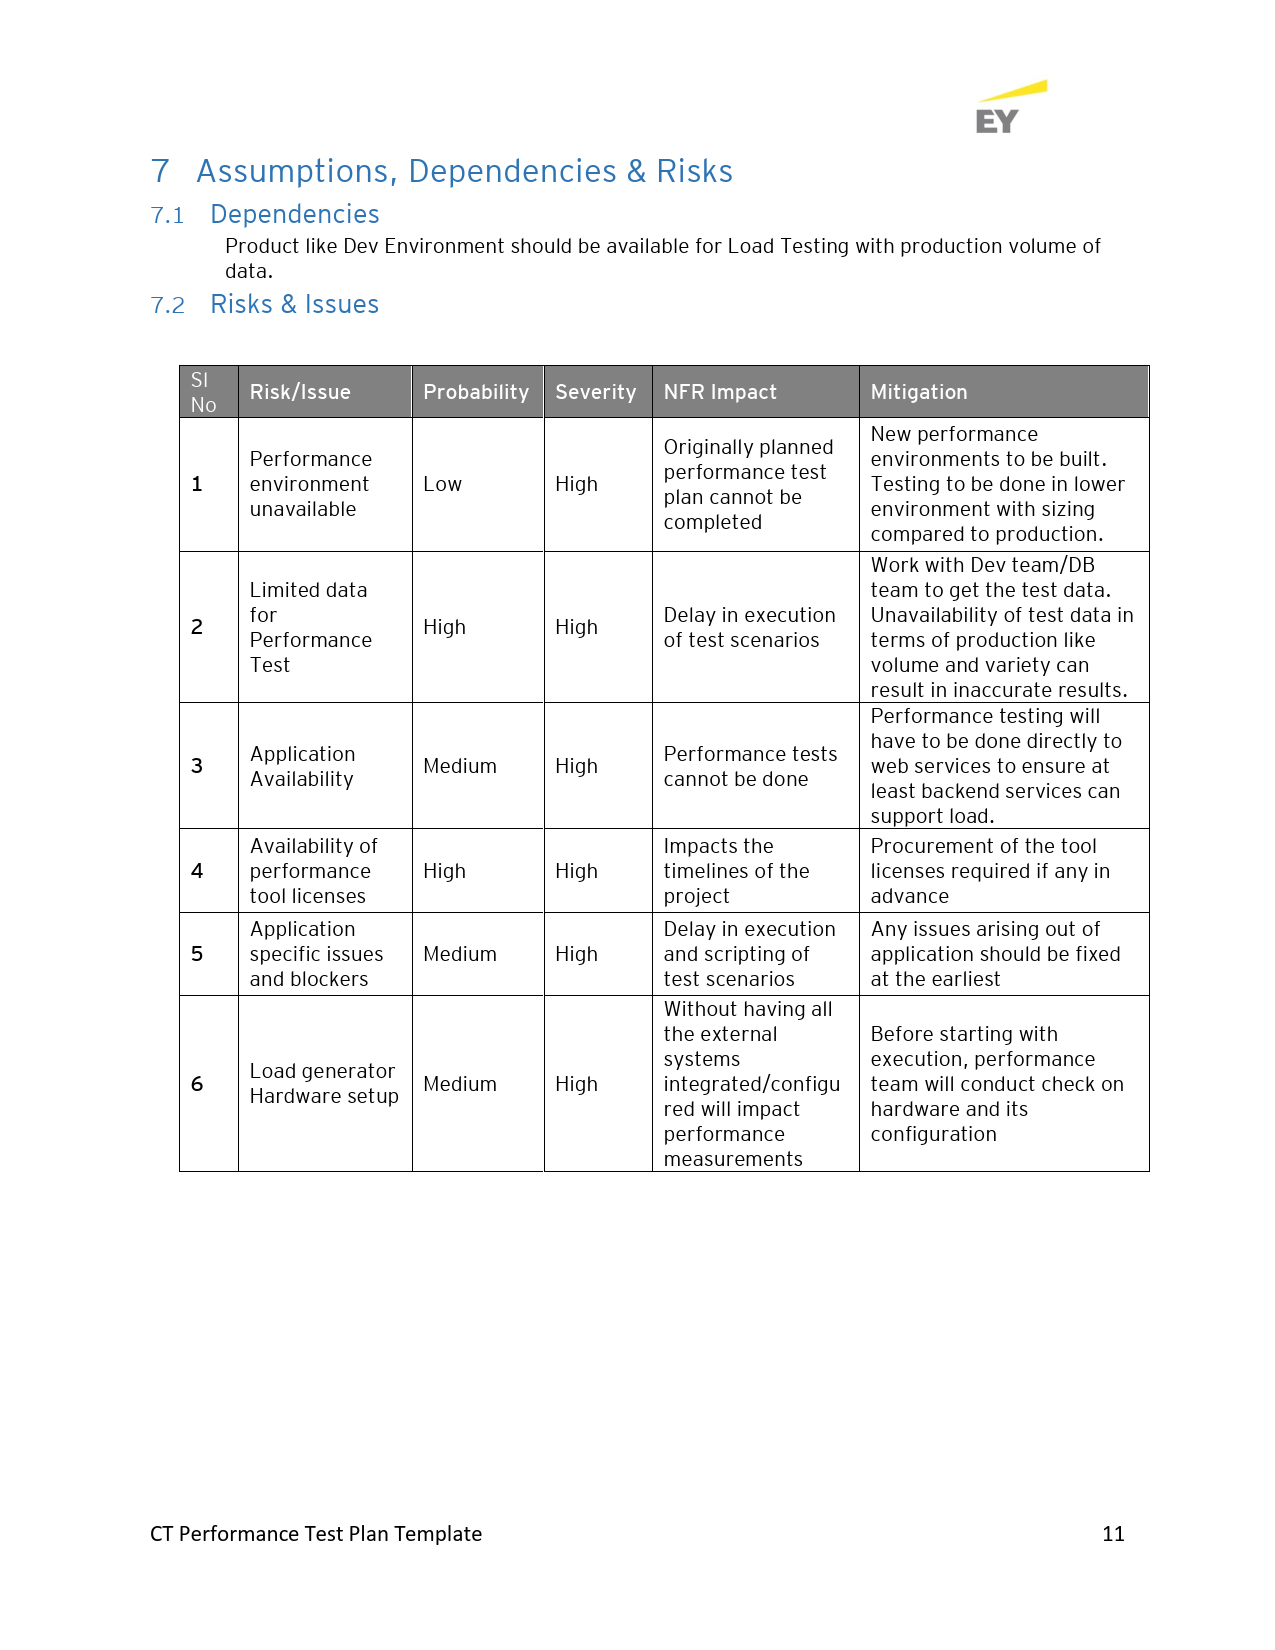 EY
7 Assumptions, Dependencies & Risks
7.1 Dependencies
Product like Dev Environment should be available for Load Testing with production volume of
data.
7.2 Risks & Issues
Sl
No
Risk/Issue
Probability
Severity
NFR Impact
Mitigation
1
Performance
environment
unavailable
Low
High
Originally planned
performance test
plan cannot be
completed
New performance
environments to be built.
Testing to be done in lower
environment with sizing
compared to production.
2
Limited data
for
Performance
Test
High
High
Delay in execution
of test scenarios
Work with Dev team/DB
team to get the test data.
Unavailability of test data in
terms of production like
volume and variety can
result in inaccurate results.
3
Application
Availability
Medium
High
Performance tests
cannot be done
Performance testing will
have to be done directly to
web services to ensure at
least backend services can
support load.
4
Availability of
performance
tool licenses
High
High
Impacts the
timelines of the
project
Procurement of the tool
licenses required if any in
advance
5
Application
specific issues
and blockers
Medium
High
Delay in execution
and scripting of
test scenarios
Any issues arising out of
application should be fixed
at the earliest
6
Load generator
Hardware setup
Medium
High
Without having all
the external
systems
integrated/configu
red will impact
performance
measurements
Before starting with
execution, performance
team will conduct check on
hardware and its
configuration
CT Performance Test Plan Template
11